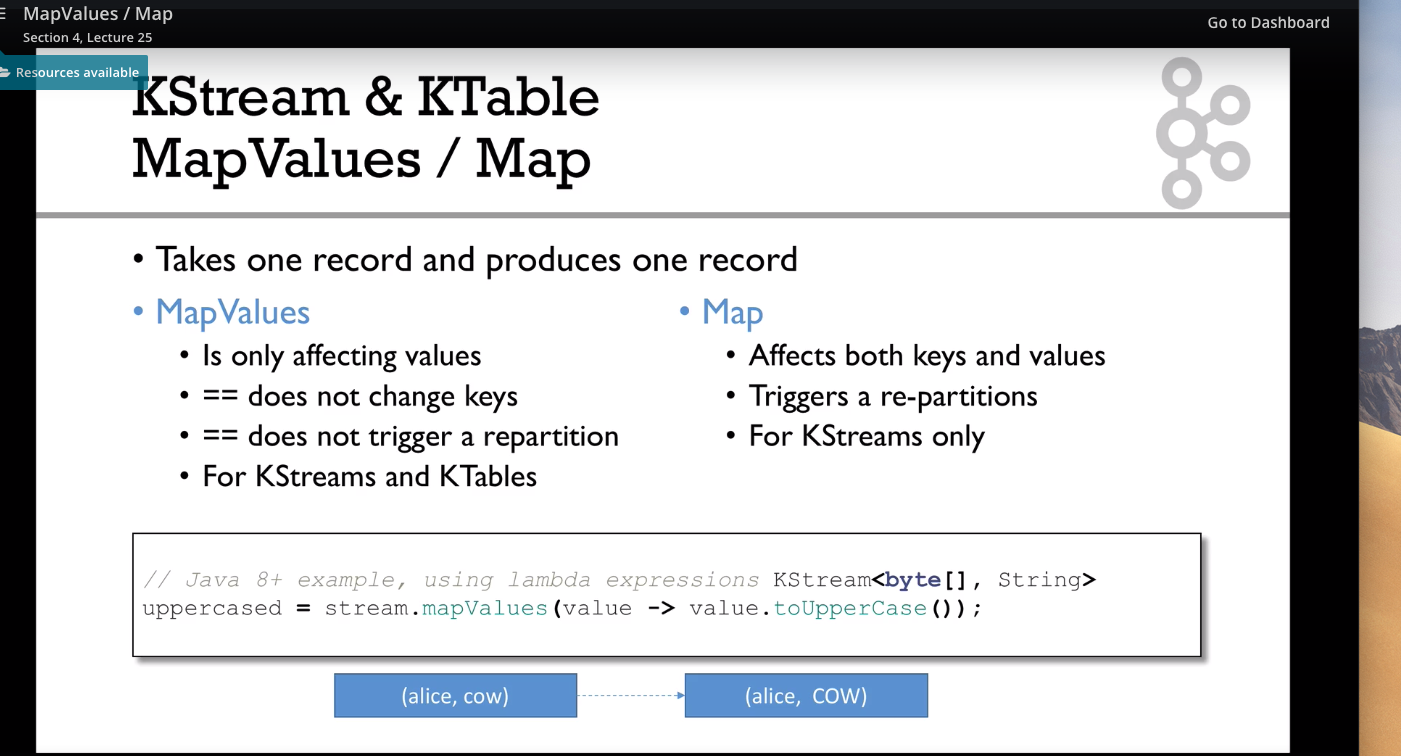 MapValues / Map
Section 4, Lecture 25
Go to Dashboard
Resources available
KStream & KTable
MapValues / Map
• Takes one record and produces one record
• MapValues
• Is only affecting values
• == does not change keys
• == does not trigger a repartition
• For KStreams and KTables
• Map
• Affects both keys and values
• Triggers a re-partitions
• For KStreams only
// Java 8+ example, using lambda expressions KStream<byte[], String>
uppercased = stream.mapValues(value -> value.toUpperCase());
(alice, cow)
(alice, COW)